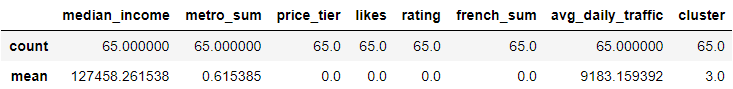 median_income metro_sum price_tier likes rating french_sum avg_daily_traffic cluster
count 65.000000 65.000000 65.0 65.0 65.0 65.0 65.000000 65.0
mean 127458.261538 0.615385 0.0 0.0 0.0 0.0 9183.159392 3.0